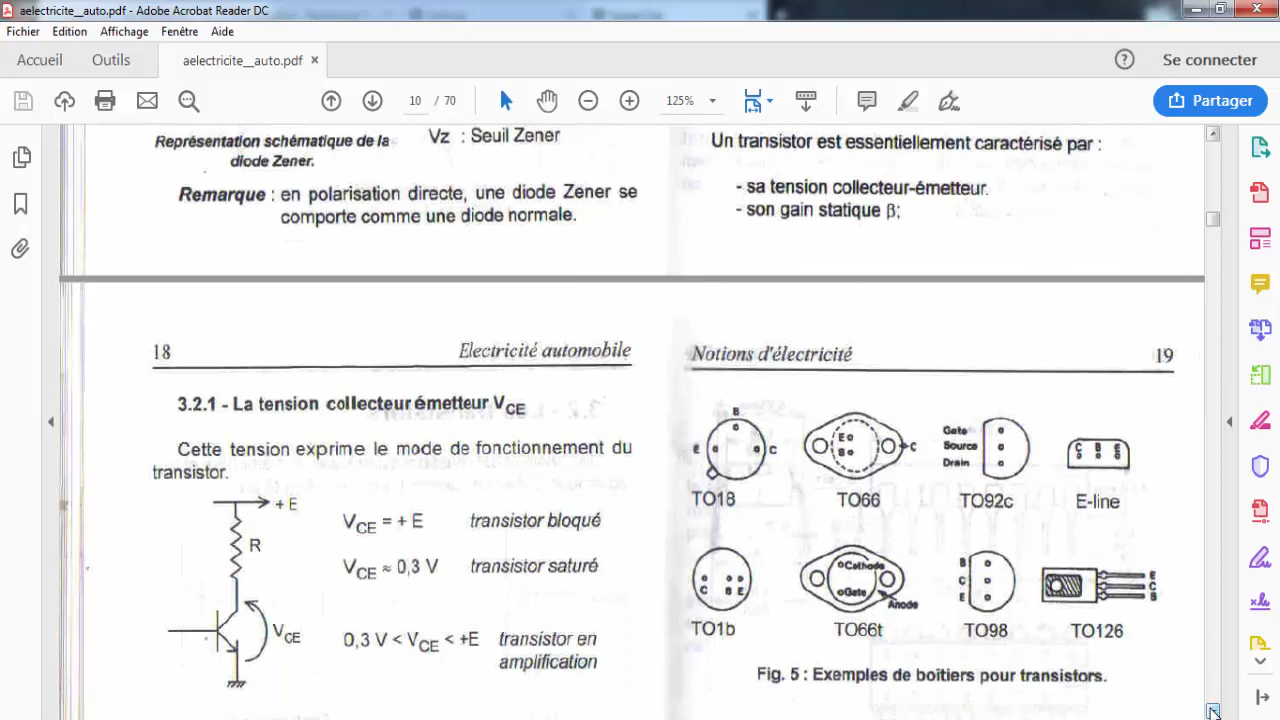 aelectricite__auto.pdf - Adobe Acrobat Reader DC
Fichier Edition Affichage Fenêtre Aide
Accueil Outils aelectricite__auto.pdf × Se connecter
10 / 70 125% Partager
Représentation schématique de la
diode Zener.
Vz : Seuil Zener
Remarque : en polarisation directe, une diode Zener se
comporte comme une diode normale.
Un transistor est essentiellement caractérisé par :
- sa tension collecteur-émetteur.
- son gain statique β;
18 Electricité automobile
3.2.1 - La tension collecteur émetteur VCE
Cette tension exprime le mode de fonctionnement du
transistor.
+ E
R
VCE
VCE = + E transistor bloqué
VCE ≈ 0,3 V transistor saturé
0,3 V < VCE < +E transistor en
amplification
Notions d'électricité 19
B
E C
TO18
E
B
C
TO66
Gate
Source
Drain
TO92c
C B E
E-line
C B E
TO1b
Cathode
Gate
Anode
TO66t
B
C
E
TO98
E
C
B
TO126
Fig. 5 : Exemples de boîtiers pour transistors.